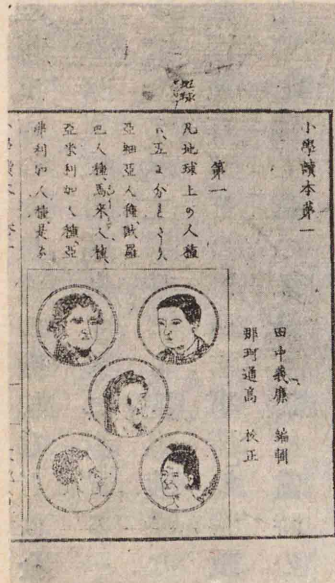 小學讀本第一
田中義廉 編輯
那珂通高 校正
第一
凡地球上の人種
五に分れたり
亞細亞人種、歐羅
巴人種、馬來人種、
亞米利加人種、亞
弗利加人種、是な
地球